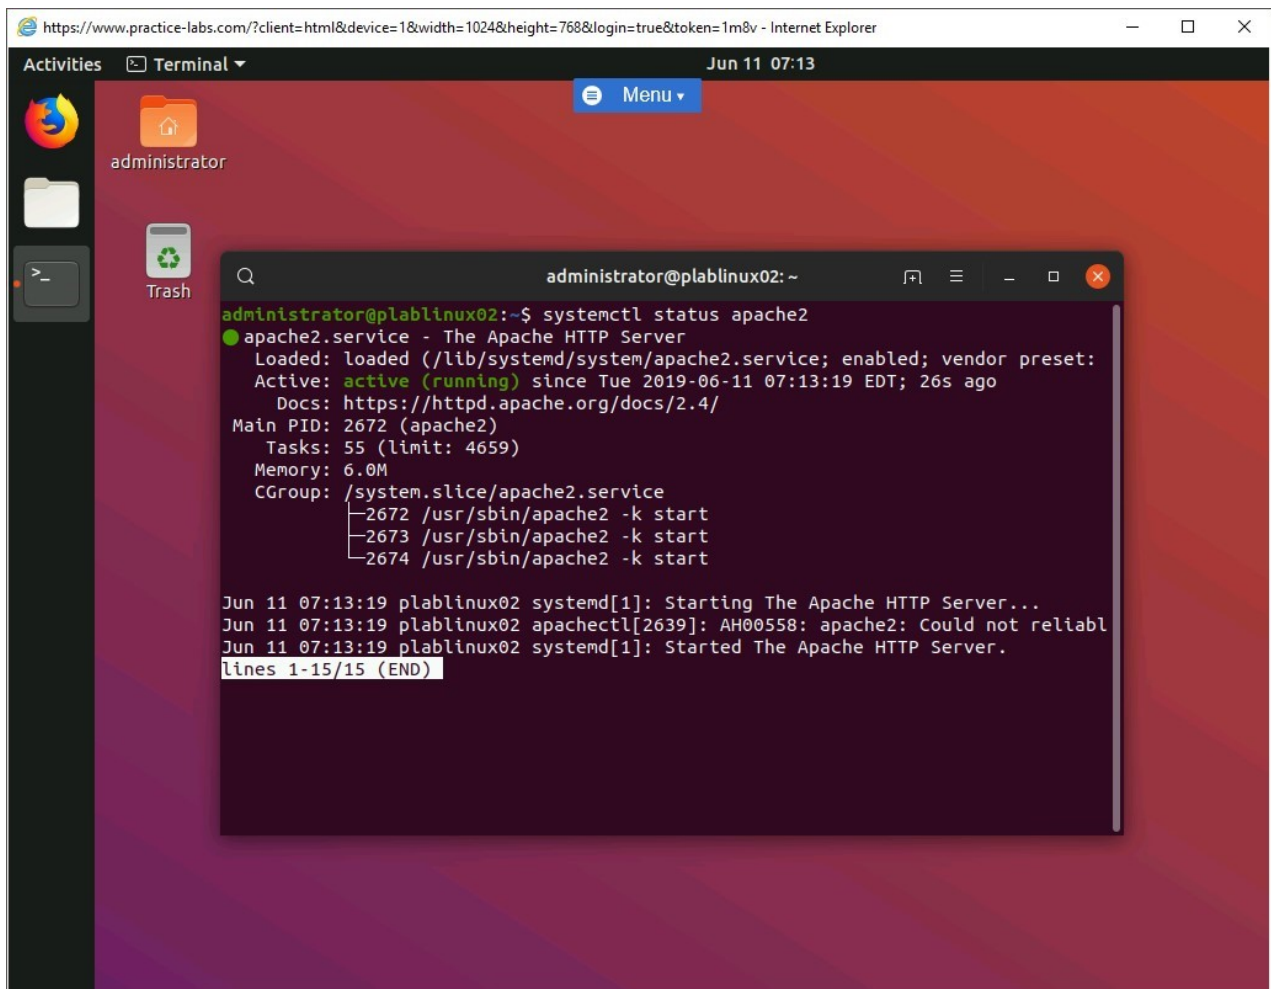 https://www.practice-labs.com/?client=html&device=1&width=1024&height=768&login=true&token=1m8v - Internet Explorer
Activities Terminal Jun 11 07:13
Menu
administrator
Trash
administrator@plablinux02: ~
administrator@plablinux02:~$ systemctl status apache2
apache2.service - The Apache HTTP Server
Loaded: loaded (/lib/systemd/system/apache2.service; enabled; vendor preset:
Active: active (running) since Tue 2019-06-11 07:13:19 EDT; 26s ago
Docs: https://httpd.apache.org/docs/2.4/
Main PID: 2672 (apache2)
Tasks: 55 (limit: 4659)
Memory: 6.0M
CGroup: /system.slice/apache2.service
├─2672 /usr/sbin/apache2 -k start
├─2673 /usr/sbin/apache2 -k start
└─2674 /usr/sbin/apache2 -k start
Jun 11 07:13:19 plablinux02 systemd[1]: Starting The Apache HTTP Server...
Jun 11 07:13:19 plablinux02 apachectl[2639]: AH00558: apache2: Could not reliabl
Jun 11 07:13:19 plablinux02 systemd[1]: Started The Apache HTTP Server.
lines 1-15/15 (END)